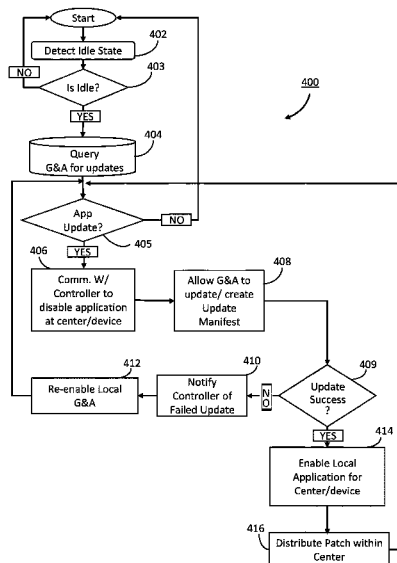 Start
402
Detect Idle State
NO
403
Is Idle?
400
YES
404
Query
G&A for updates
App
Update?
NO
405
406
YES
408
Comm. W/
Controller to
disable application
at center/device
Allow G&A to
update/ create
Update
Manifest
412
410
409
Re-enable Local
G&A
Notify
Controller of
Failed Update
NO
Update
Success
?
YES
414
Enable Local
Application for
Center/device
416
Distribute Patch within
Center